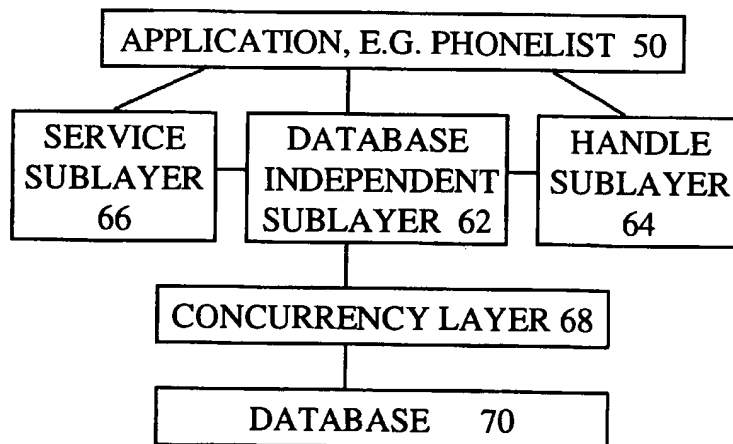 APPLICATION, E.G. PHONELIST 50
SERVICE
SUBLAYER
66
DATABASE
INDEPENDENT
SUBLAYER 62
HANDLE
SUBLAYER
64
CONCURRENCY LAYER 68
DATABASE 70